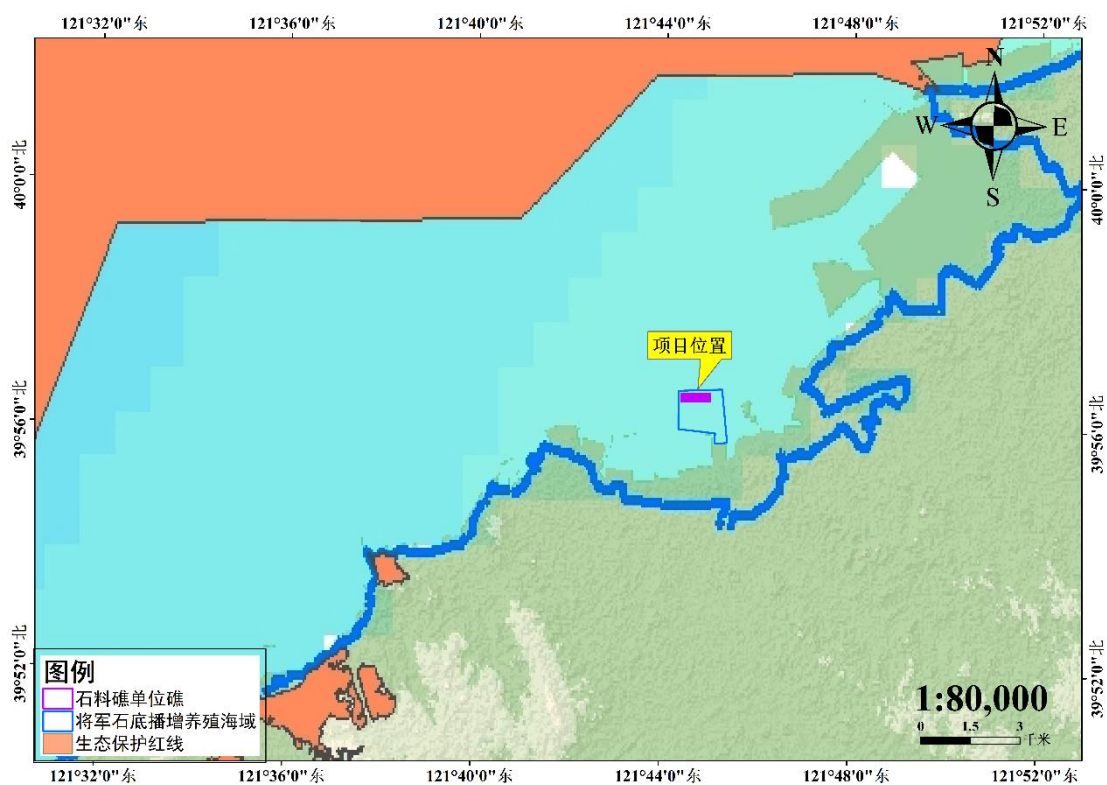 121°32'0"东
121°36'0"东
121°40'0"东
121°44'0"东
121°48'0"东
121°52'0"东
N
W
E
S
40°0'0"北
40°0'0"北
项目位置
39°56'0"北
39°56'0"北
39°52'0"北
39°52'0"北
图例
石料礁单位礁
将军石底播增养殖海域
生态保护红线
1:80,000
0 1.5 3
千米
121°32'0"东
121°36'0"东
121°40'0"东
121°44'0"东
121°48'0"东
121°52'0"东